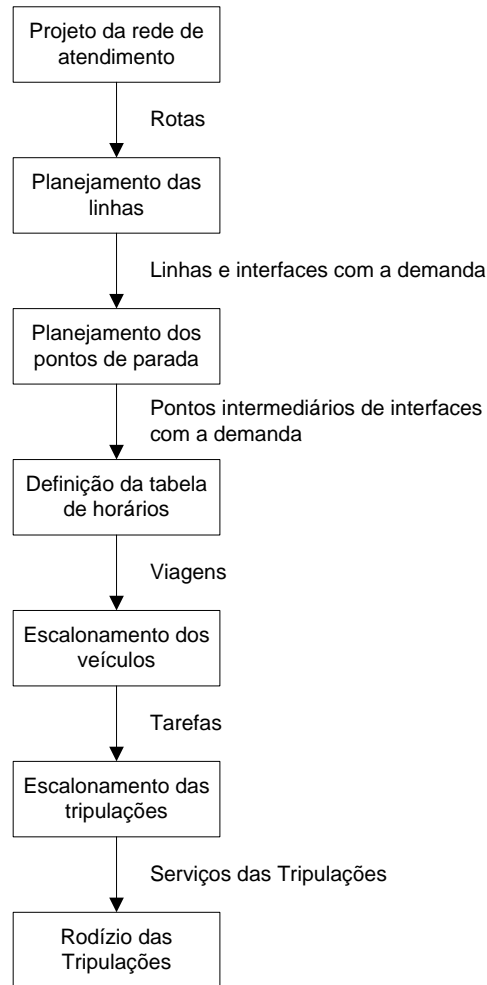 Projeto da rede de
atendimento
Rotas
Planejamento das
linhas
Linhas e interfaces com a demanda
Planejamento dos
pontos de parada
Pontos intermediários de interfaces
com a demanda
Definição da tabela
de horários
Viagens
Escalonamento dos
veículos
Tarefas
Escalonamento das
tripulações
Serviços das Tripulações
Rodízio das
Tripulações